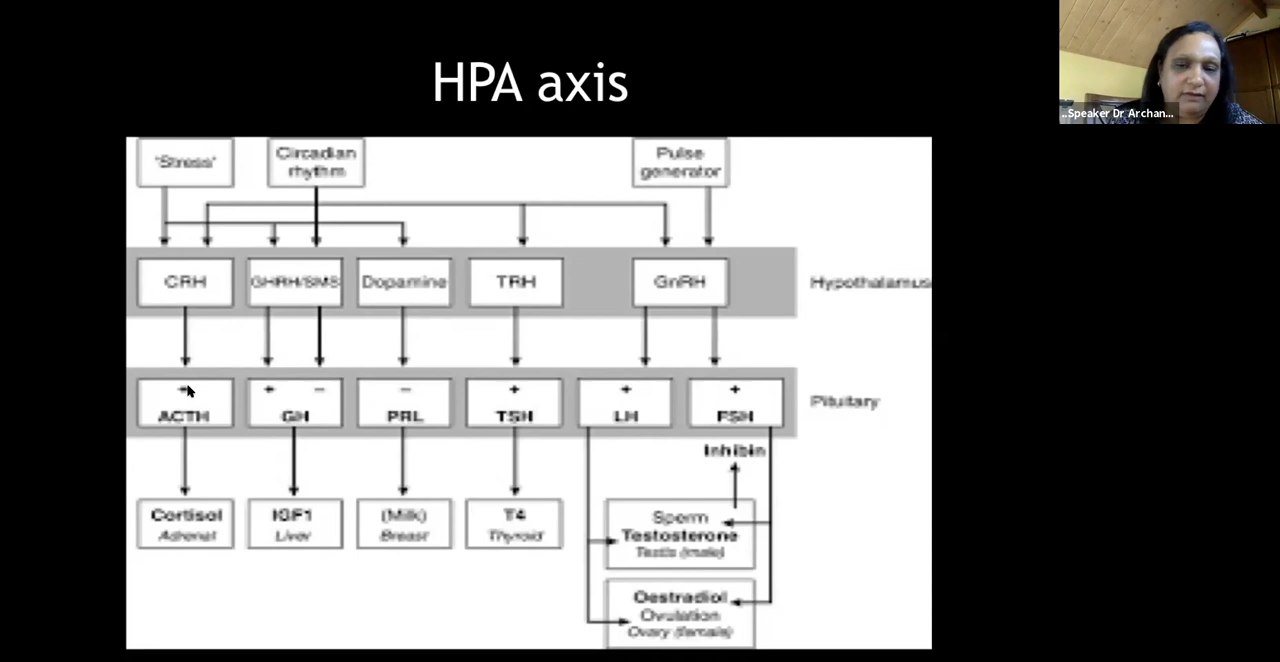 HPA axis
..Speaker Dr Archan...
'Stress'
Circadian
rhythm
Pulse
generator
CRH
GHRH/SMS
Dopamine
TRH
GnRH
Hypothalamus
+
ACTH
+ −
GH
−
PRL
+
TSH
+
LH
+
FSH
Pituitary
Inhibin
Cortisol
Adrenal
IGF1
Liver
(Milk)
Breast
T4
Thyroid
Sperm
Testosterone
Testis (male)
Oestradiol
Ovulation
Ovary (female)